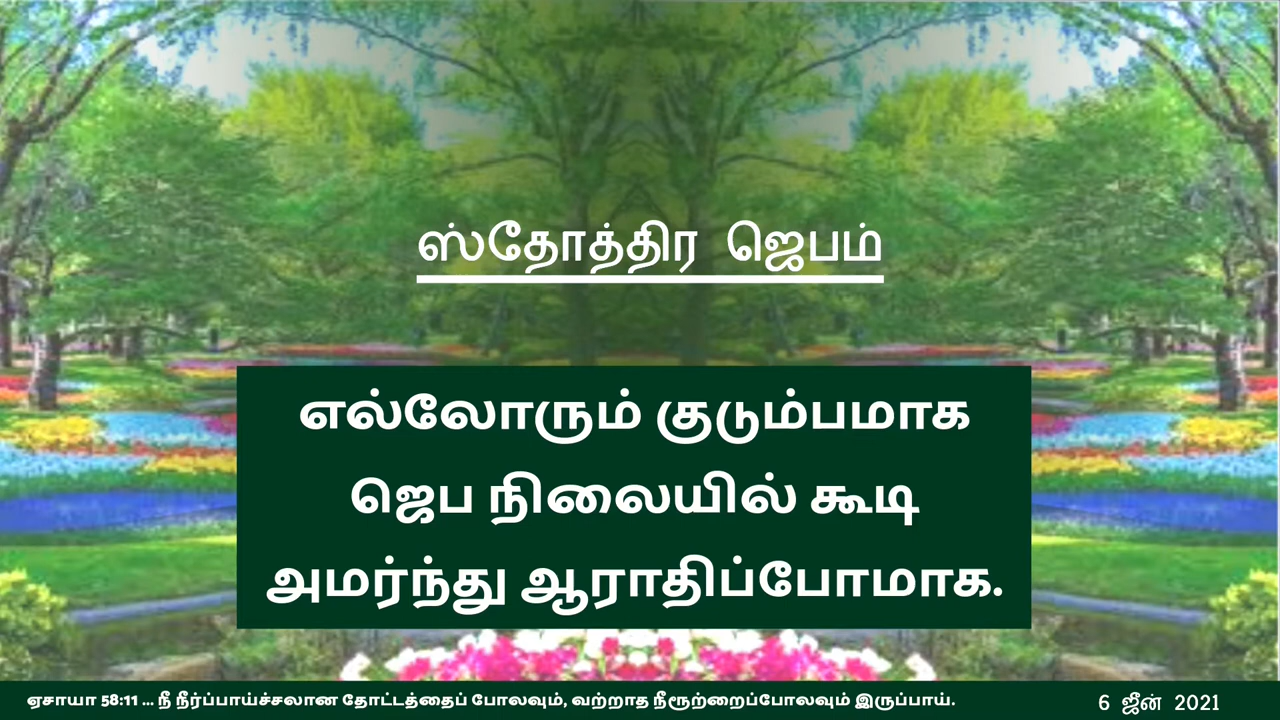 ஸ்தோத்திர ஜெபம்
எல்லோரும் குடும்பமாக
ஜெப நிலையில் கூடி
அமர்ந்து ஆராதிப்போமாக.
ஏசாயா 58:11 ... நீ நீர்ப்பாய்ச்சலான தோட்டத்தைப் போலவும், வற்றாத நீரூற்றைப்போலவும் இருப்பாய்.
6 ஜீன் 2021